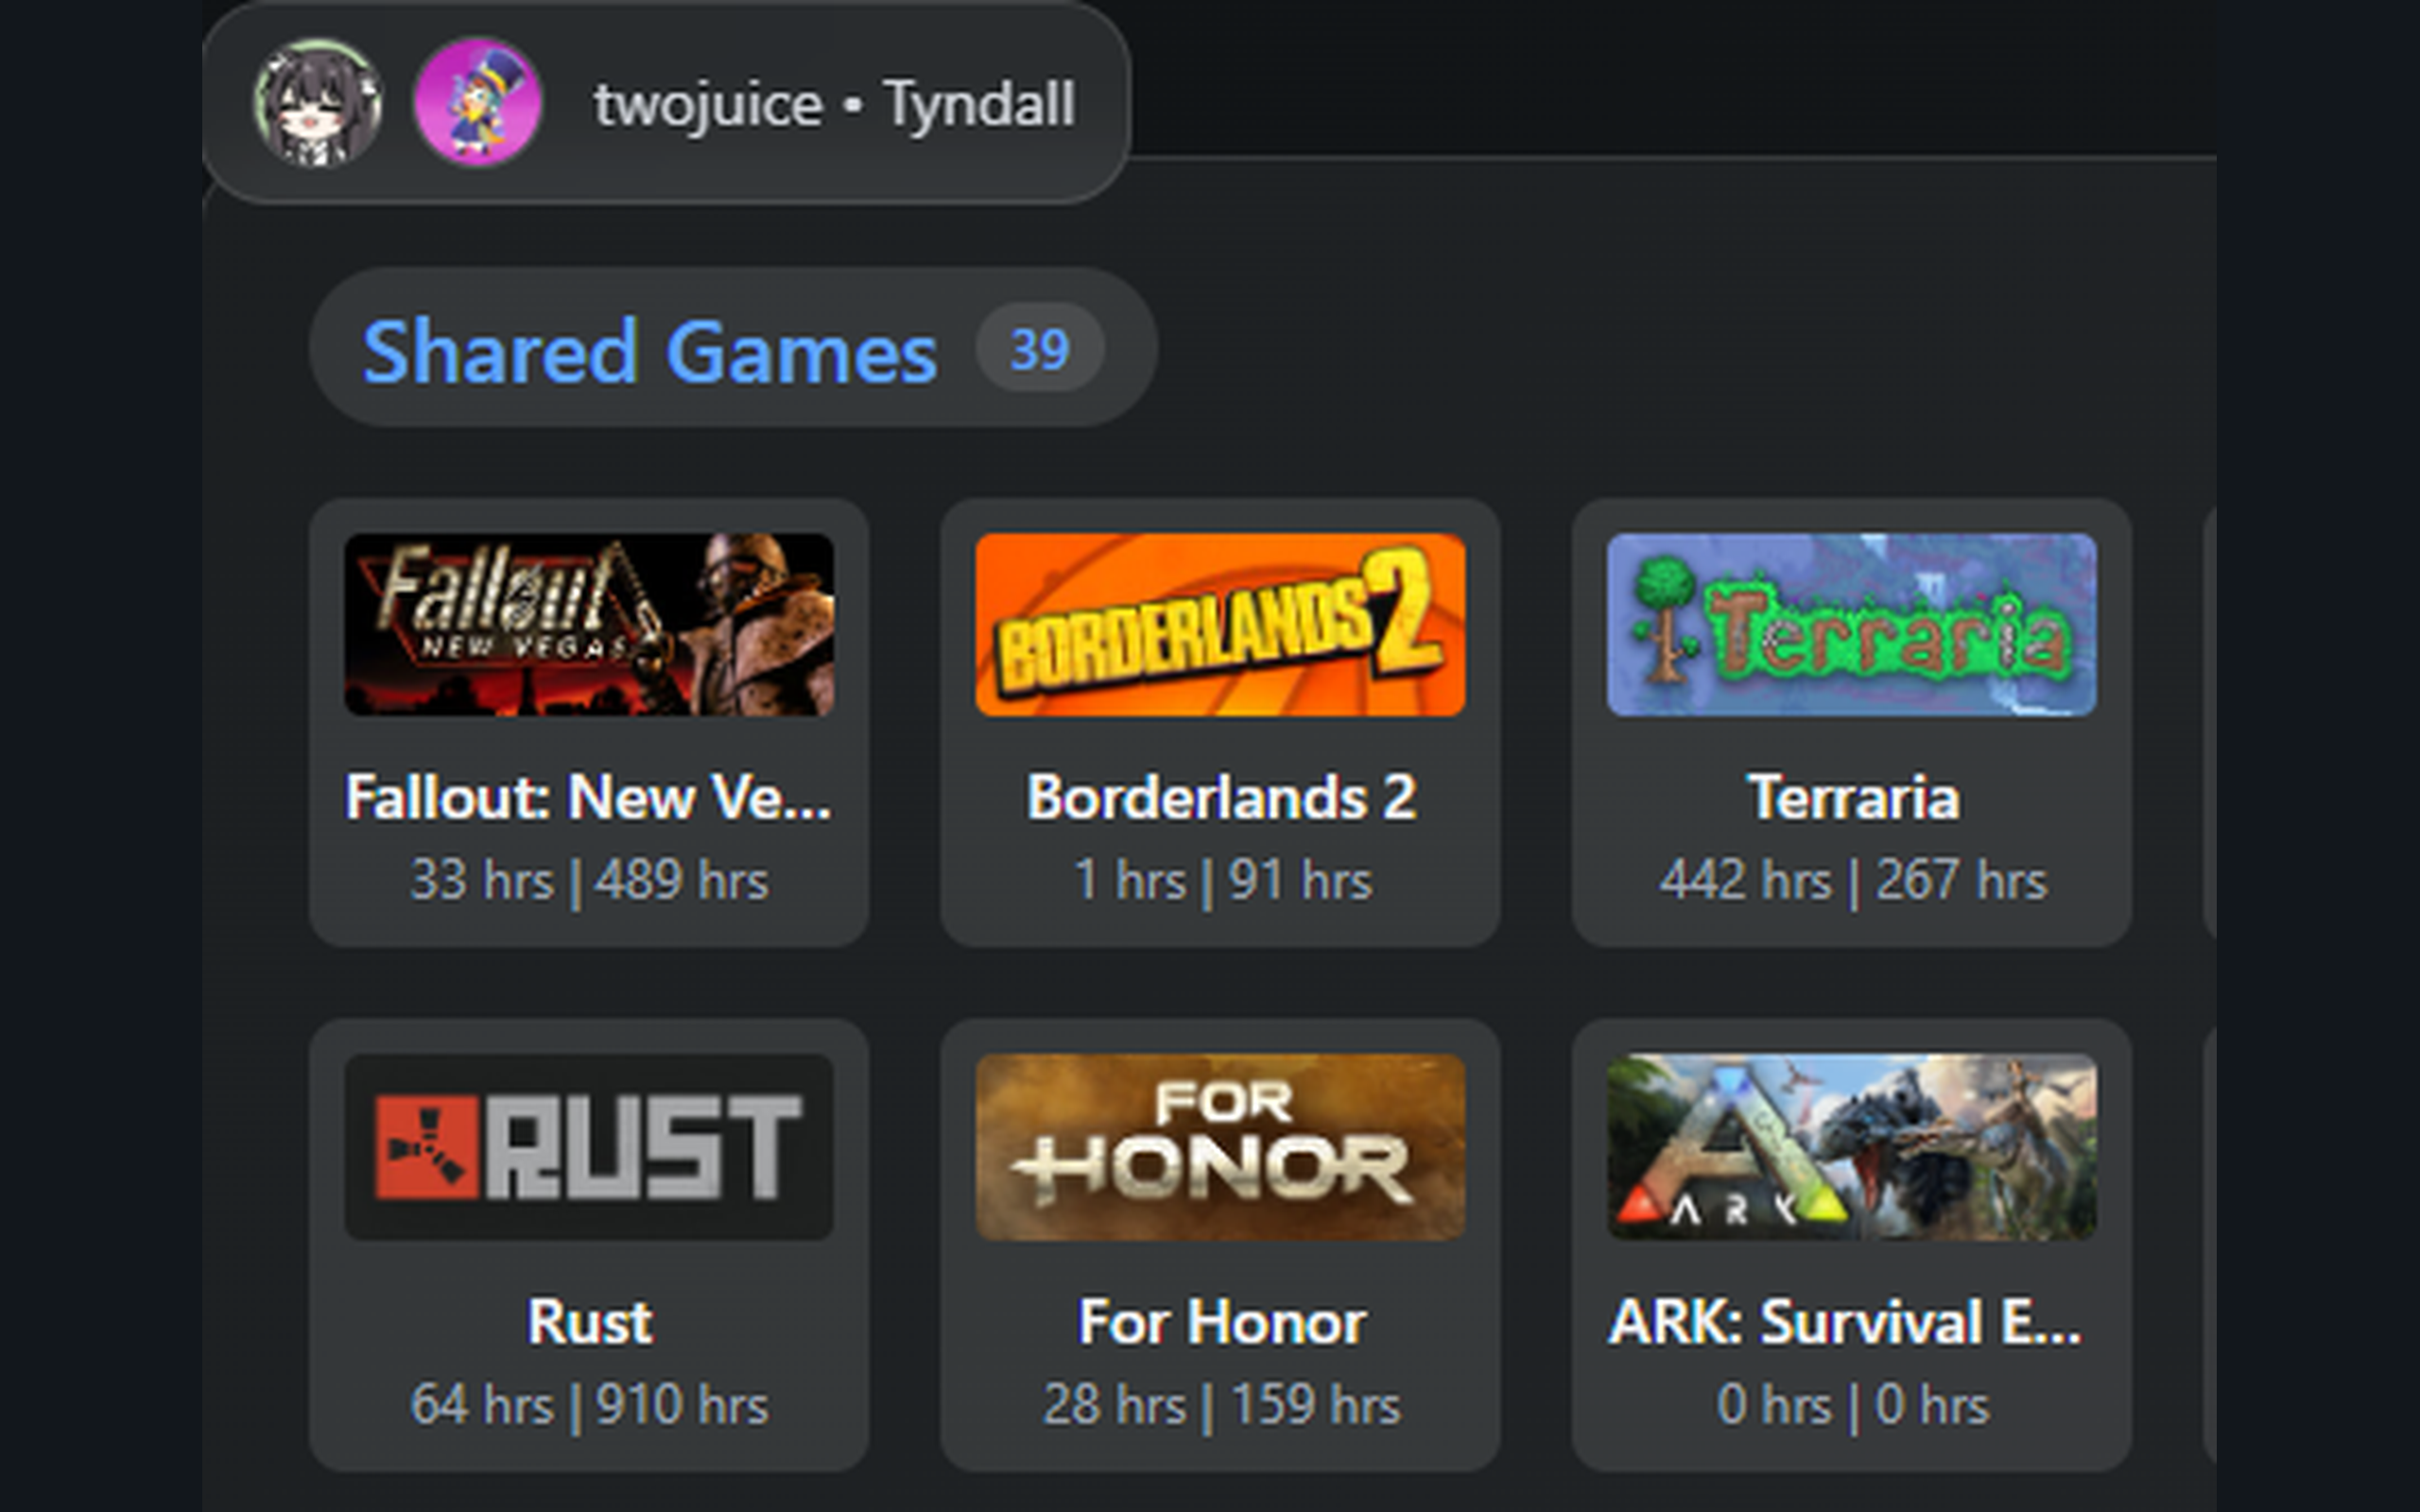 twojuice • Tyndall
Shared Games 39
Fallout
NEW VEGAS
BORDERLANDS 2
Terraria
Fallout: New Ve...
Borderlands 2
Terraria
33 hrs | 489 hrs
1 hrs | 91 hrs
442 hrs | 267 hrs
RUST
FOR
HONOR
ARK
Rust
For Honor
ARK: Survival E...
64 hrs | 910 hrs
28 hrs | 159 hrs
0 hrs | 0 hrs